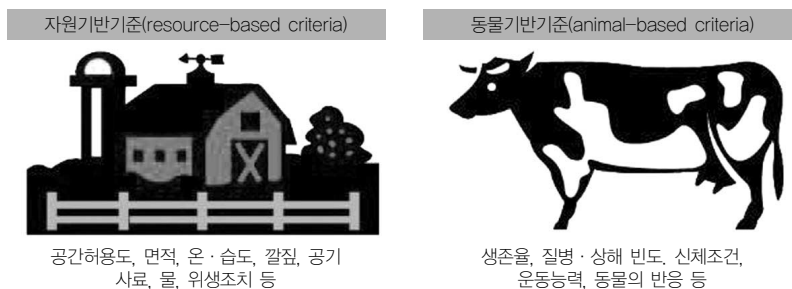 자원기반기준(resource-based criteria)
동물기반기준(animal-based criteria)
공간허용도, 면적, 온 · 습도, 깔짚, 공기
사료, 물, 위생조치 등
생존율, 질병 · 상해 빈도. 신체조건,
운동능력, 동물의 반응 등